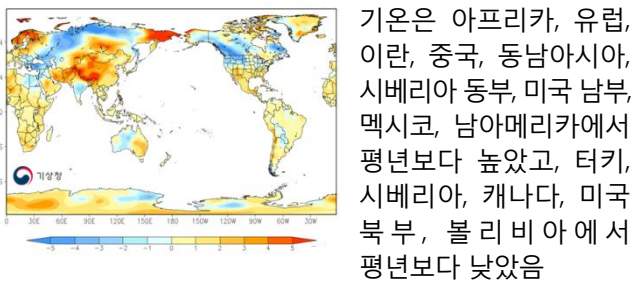 기온은 아프리카, 유럽,
이란, 중국, 동남아시아,
시베리아 동부, 미국 남부,
멕시코, 남아메리카에서
평년보다 높았고, 터키,
시베리아, 캐나다, 미국
북부, 볼리비아에서
평년보다 낮았음
기상청
0 30E 60E 90E 120E 150E 180 150W 120W 90W 60W 30W
-5 -4 -3 -2 -1 0 1 2 3 4 5